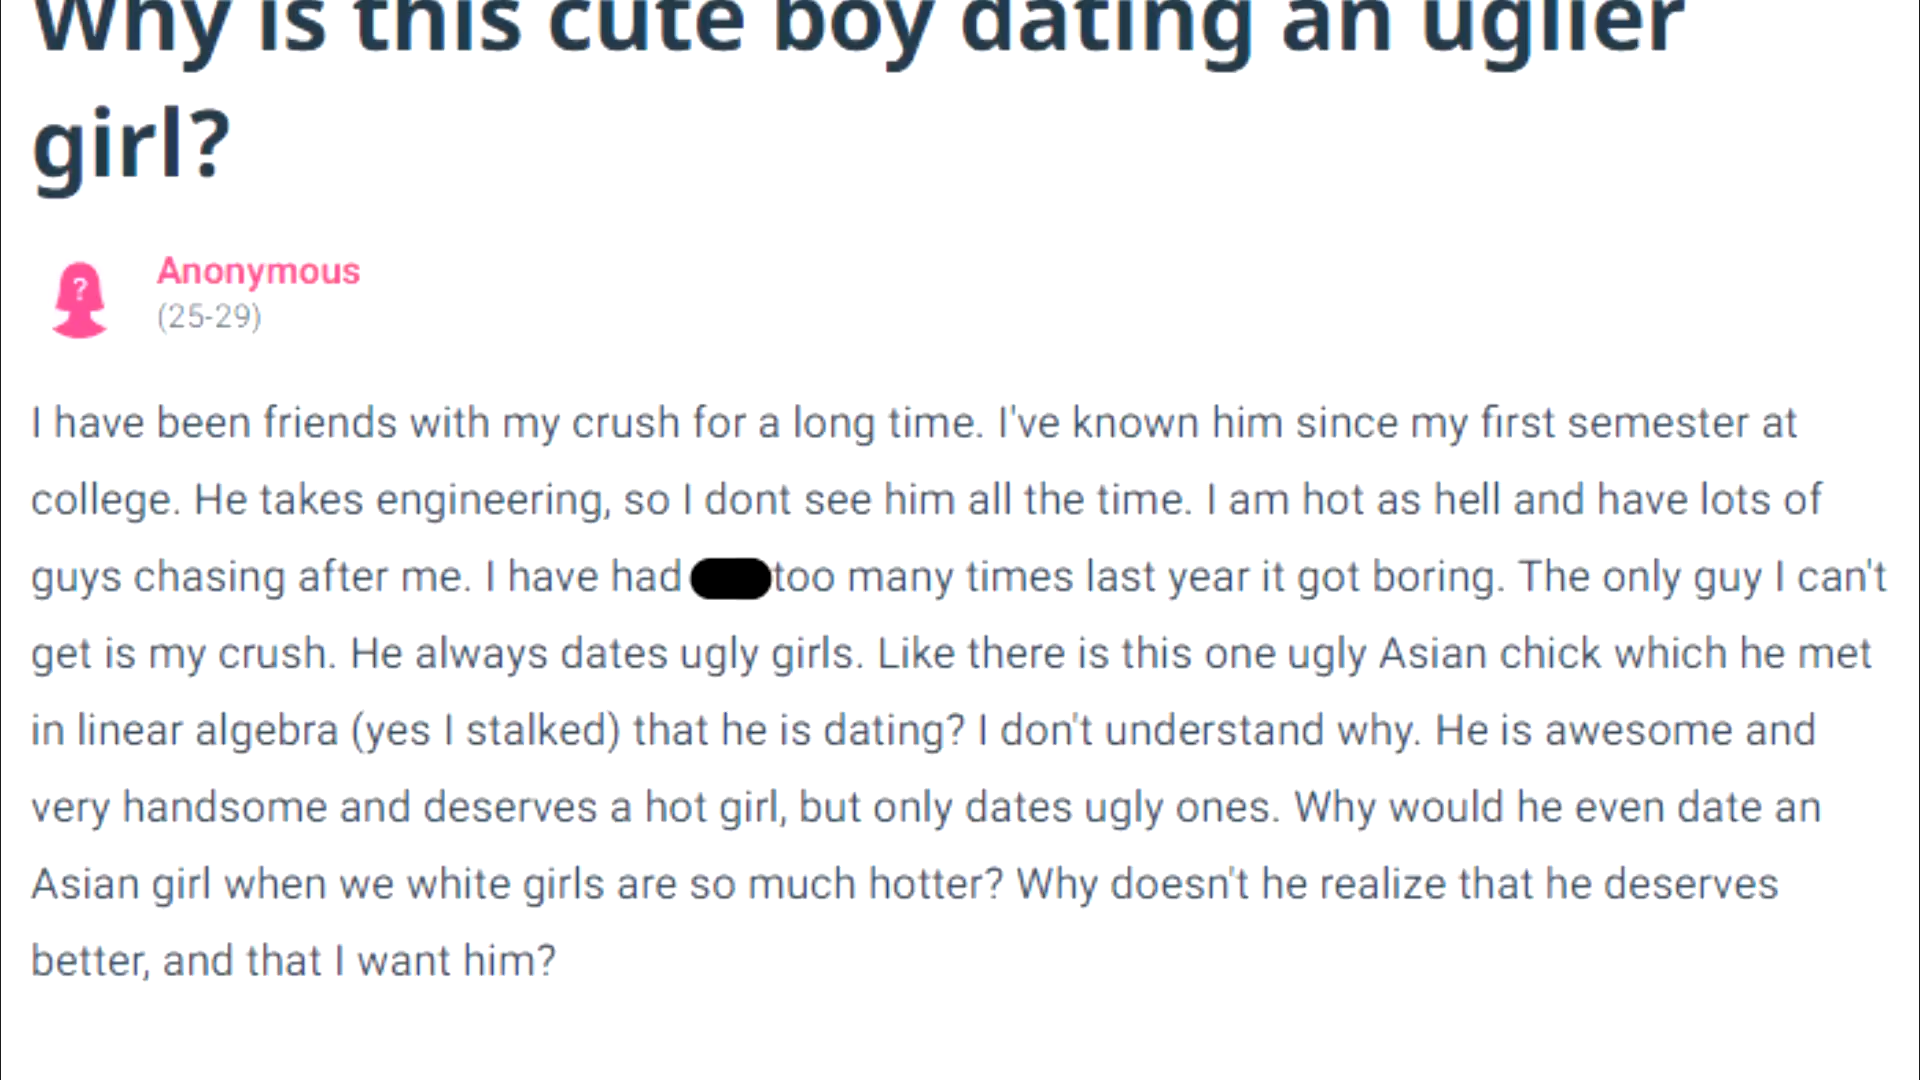 Why is this cute boy dating an uglier
girl?
?
Anonymous
(25-29)
I have been friends with my crush for a long time. I've known him since my first semester at
college. He takes engineering, so I dont see him all the time. I am hot as hell and have lots of
guys chasing after me. I have had too many times last year it got boring. The only guy I can't
get is my crush. He always dates ugly girls. Like there is this one ugly Asian chick which he met
in linear algebra (yes I stalked) that he is dating? I don't understand why. He is awesome and
very handsome and deserves a hot girl, but only dates ugly ones. Why would he even date an
Asian girl when we white girls are so much hotter? Why doesn't he realize that he deserves
better, and that I want him?